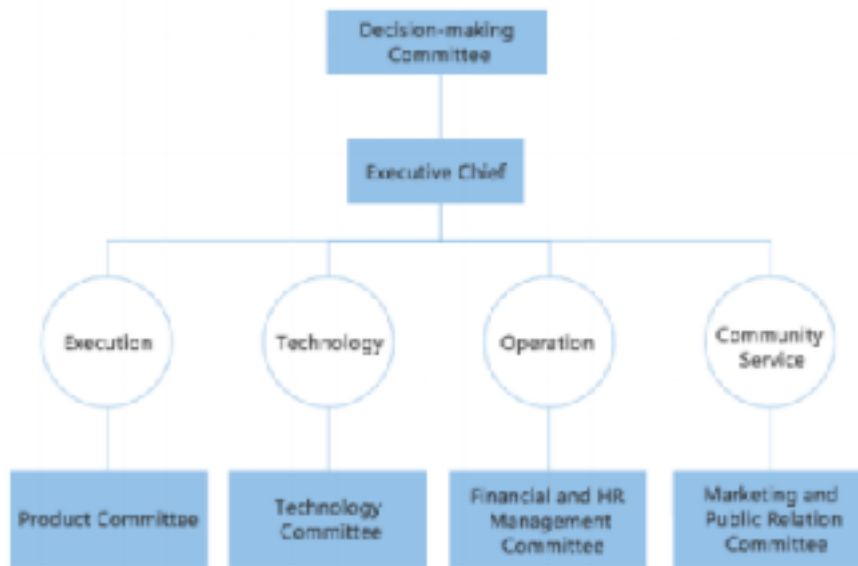 Decision-making
Committee
Executive Chief
Execution
Technology
Operation
Community
Service
Product Committee
Technology
Committee
Financial and HR
Management
Committee
Marketing and
Public Relation
Committee